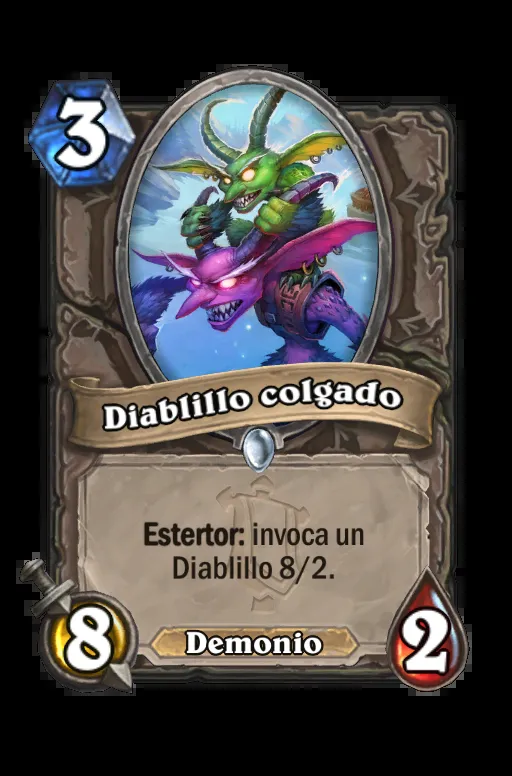 3
Diablillo colgado
Estertor: invoca un
Diablillo 8/2.
8
Demonio
2